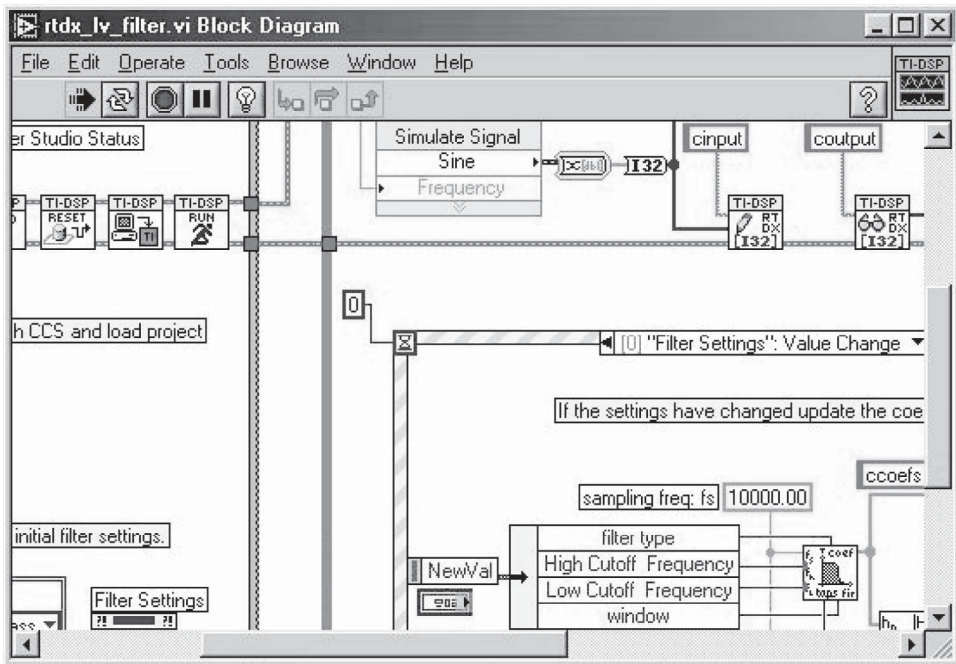 rtdx_lv_filter.vi Block Diagram
File Edit Operate Tools Browse Window Help
TI-DSP
er Studio Status
Simulate Signal
Sine
Frequency
I32
cinput
coutput
TI-DSP TI-DSP TI-DSP
RESET
TI
RUN
TI-DSP
RT
DX
[I32]
TI-DSP
RT
DX
[I32]
0
h CCS and load project
[0] "Filter Settings": Value Change
If the settings have changed update the coe
ccoefs
sampling freq: fs 10000.00
initial filter settings.
filter type
High Cutoff Frequency
Low Cutoff Frequency
window
NewVal
coef
taps fir
Filter Settings
?! ?!
ass